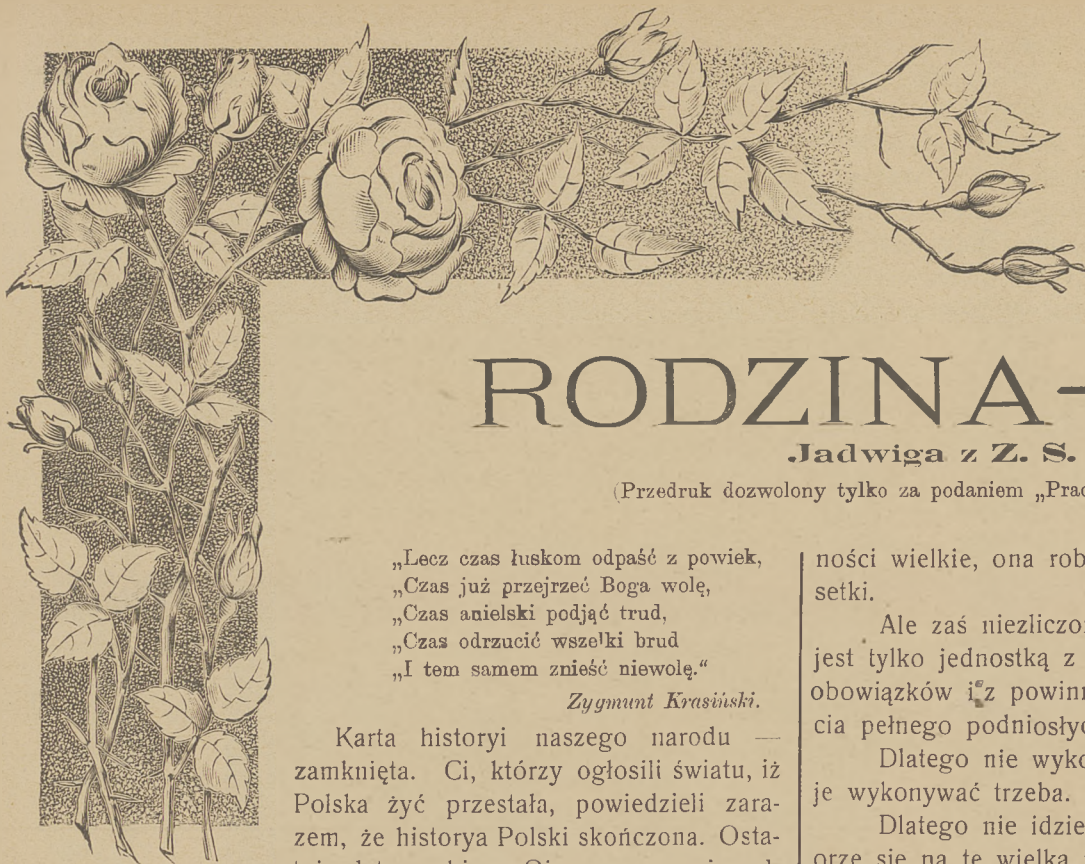 RODZINA-
Jadwiga z Z. S.
(Przedruk dozwolony tylko za podaniem „Prac
„Lecz czas łuskom odpaść z powiek,
„Czas już przejrzeć Boga wolę,
„Czas anielski podjąć trud,
„Czas odrzucić wszelki brud
„I tem samem znieść niewolę.“
Zygmunt Krasiński.
Karta historyi naszego narodu —
zamknięta. Ci, którzy ogłosili światu, iż
Polska żyć przestała, powiedzieli zara-
zem, że historya Polski skończona. Osta-
ności wielkie, ona rob
setki.
Ale zaś niezliczo
jest tylko jednostką z
obowiązków i z powin
cia pełnego podniosłyc
Dlatego nie wyko
je wykonywać trzeba.
Dlatego nie idzie
orze się na tę wielką